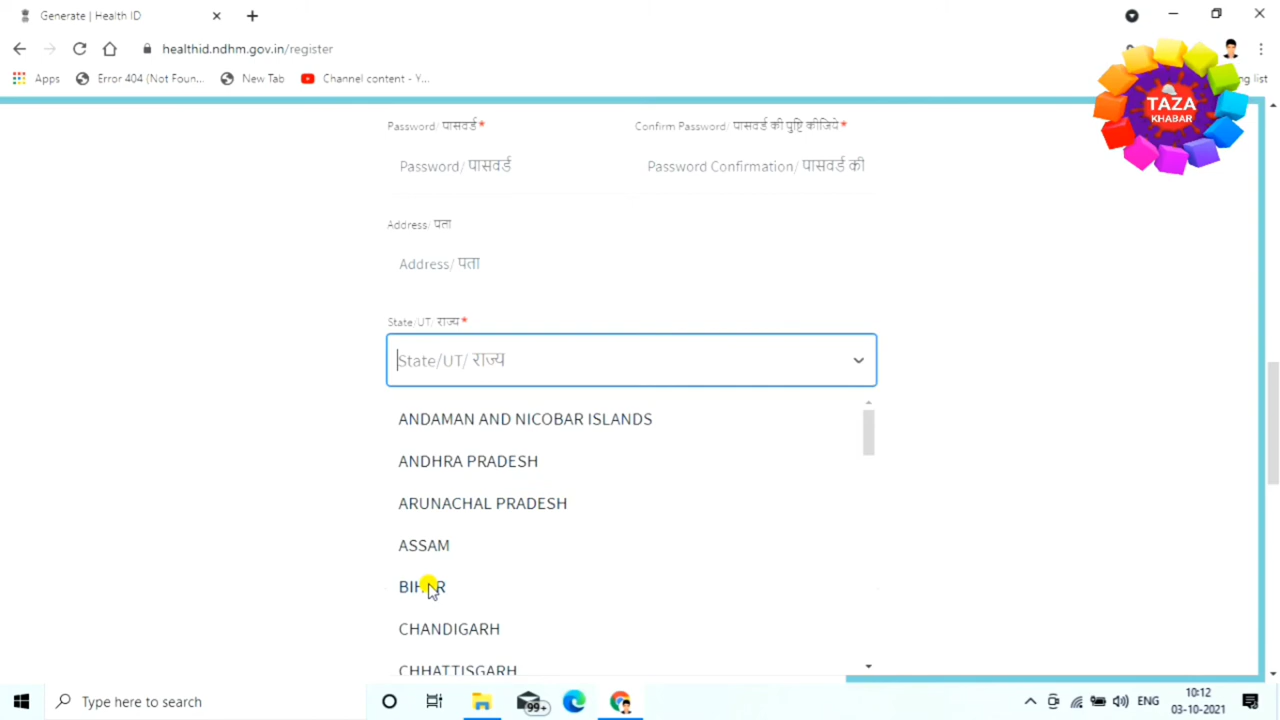 Generate | Health ID
healthid.ndhm.gov.in/register
Apps
Error 404 (Not Foun...
New Tab
Channel content - Y...
ng list
TAZA
KHABAR
Password/ पासवर्ड*
Confirm Password/ पासवर्ड की पुष्टि कीजिये*
Password/ पासवर्ड
Password Confirmation/ पासवर्ड की
Address/ पता
Address/ पता
State/UT/ राज्य*
State/UT/ राज्य
ANDAMAN AND NICOBAR ISLANDS
ANDHRA PRADESH
ARUNACHAL PRADESH
ASSAM
BIHAR
CHANDIGARH
CHHATTISGARH
Type here to search
99+
ENG
10:12
03-10-2021